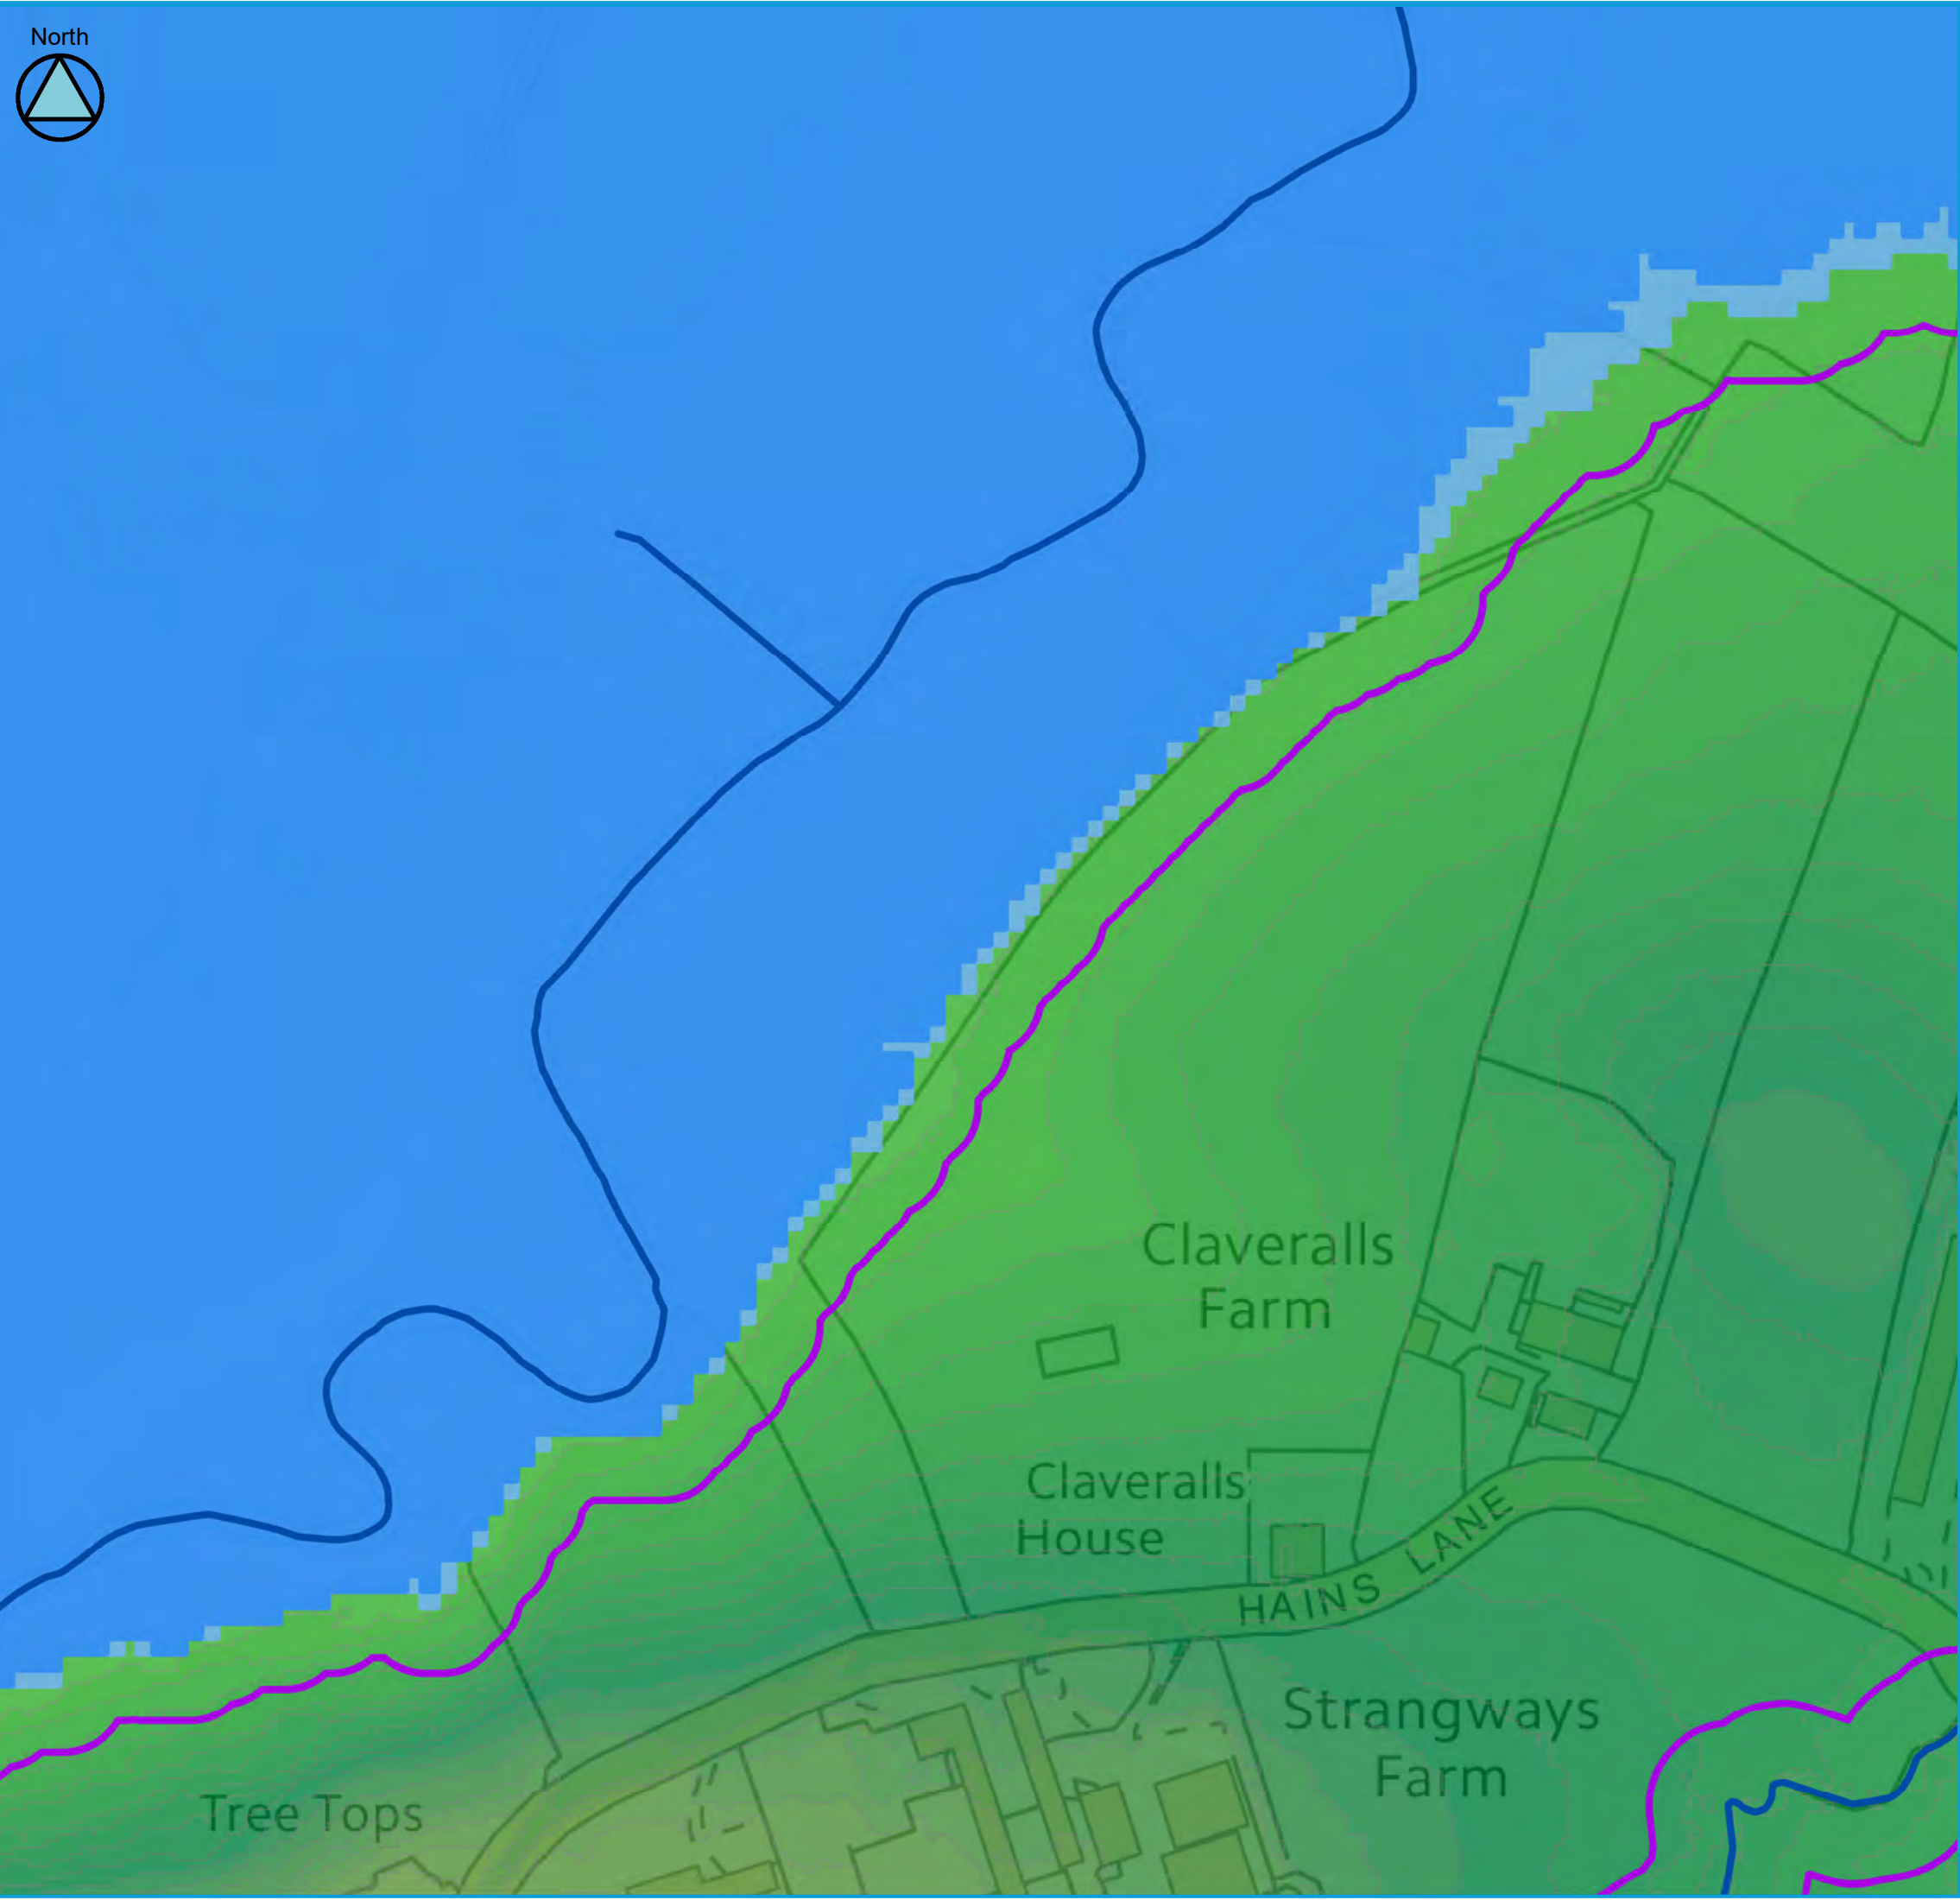 North
Claveralls
Farm
Claveralls
House
HAINS LANE
Strangways
Farm
Tree Tops